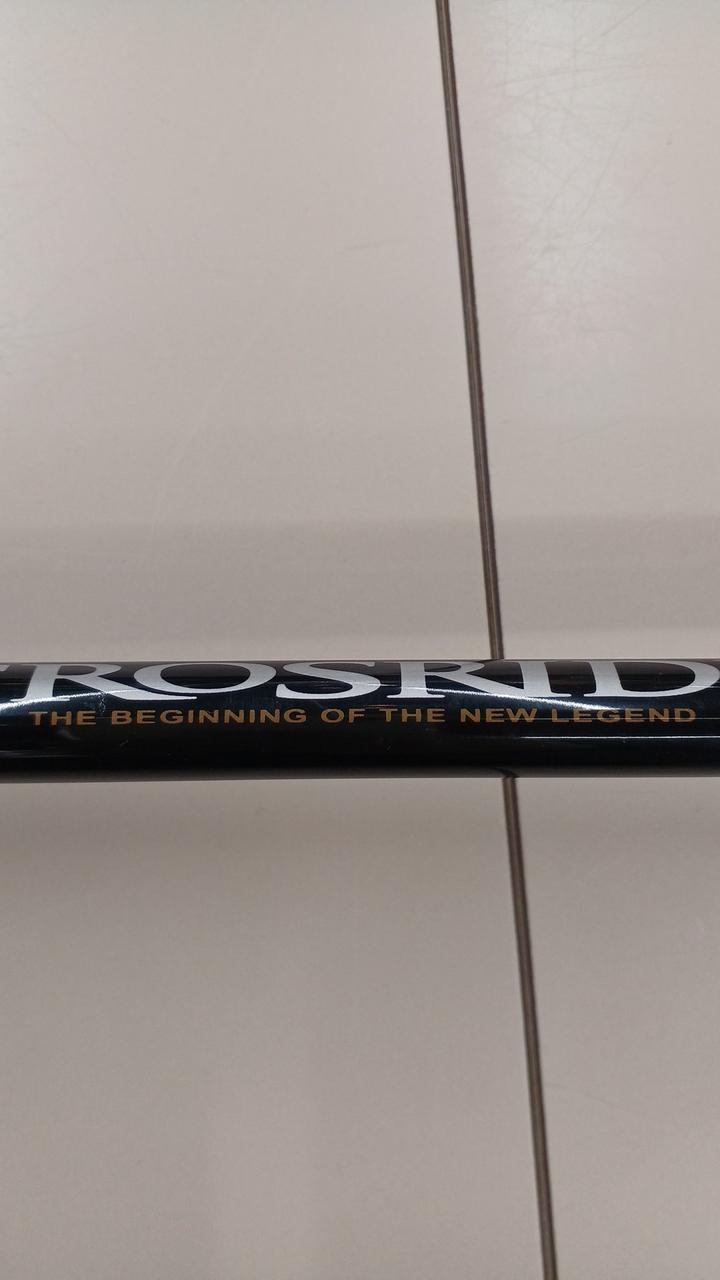 ROSRID
THE BEGINNING OF THE NEW LEGEND